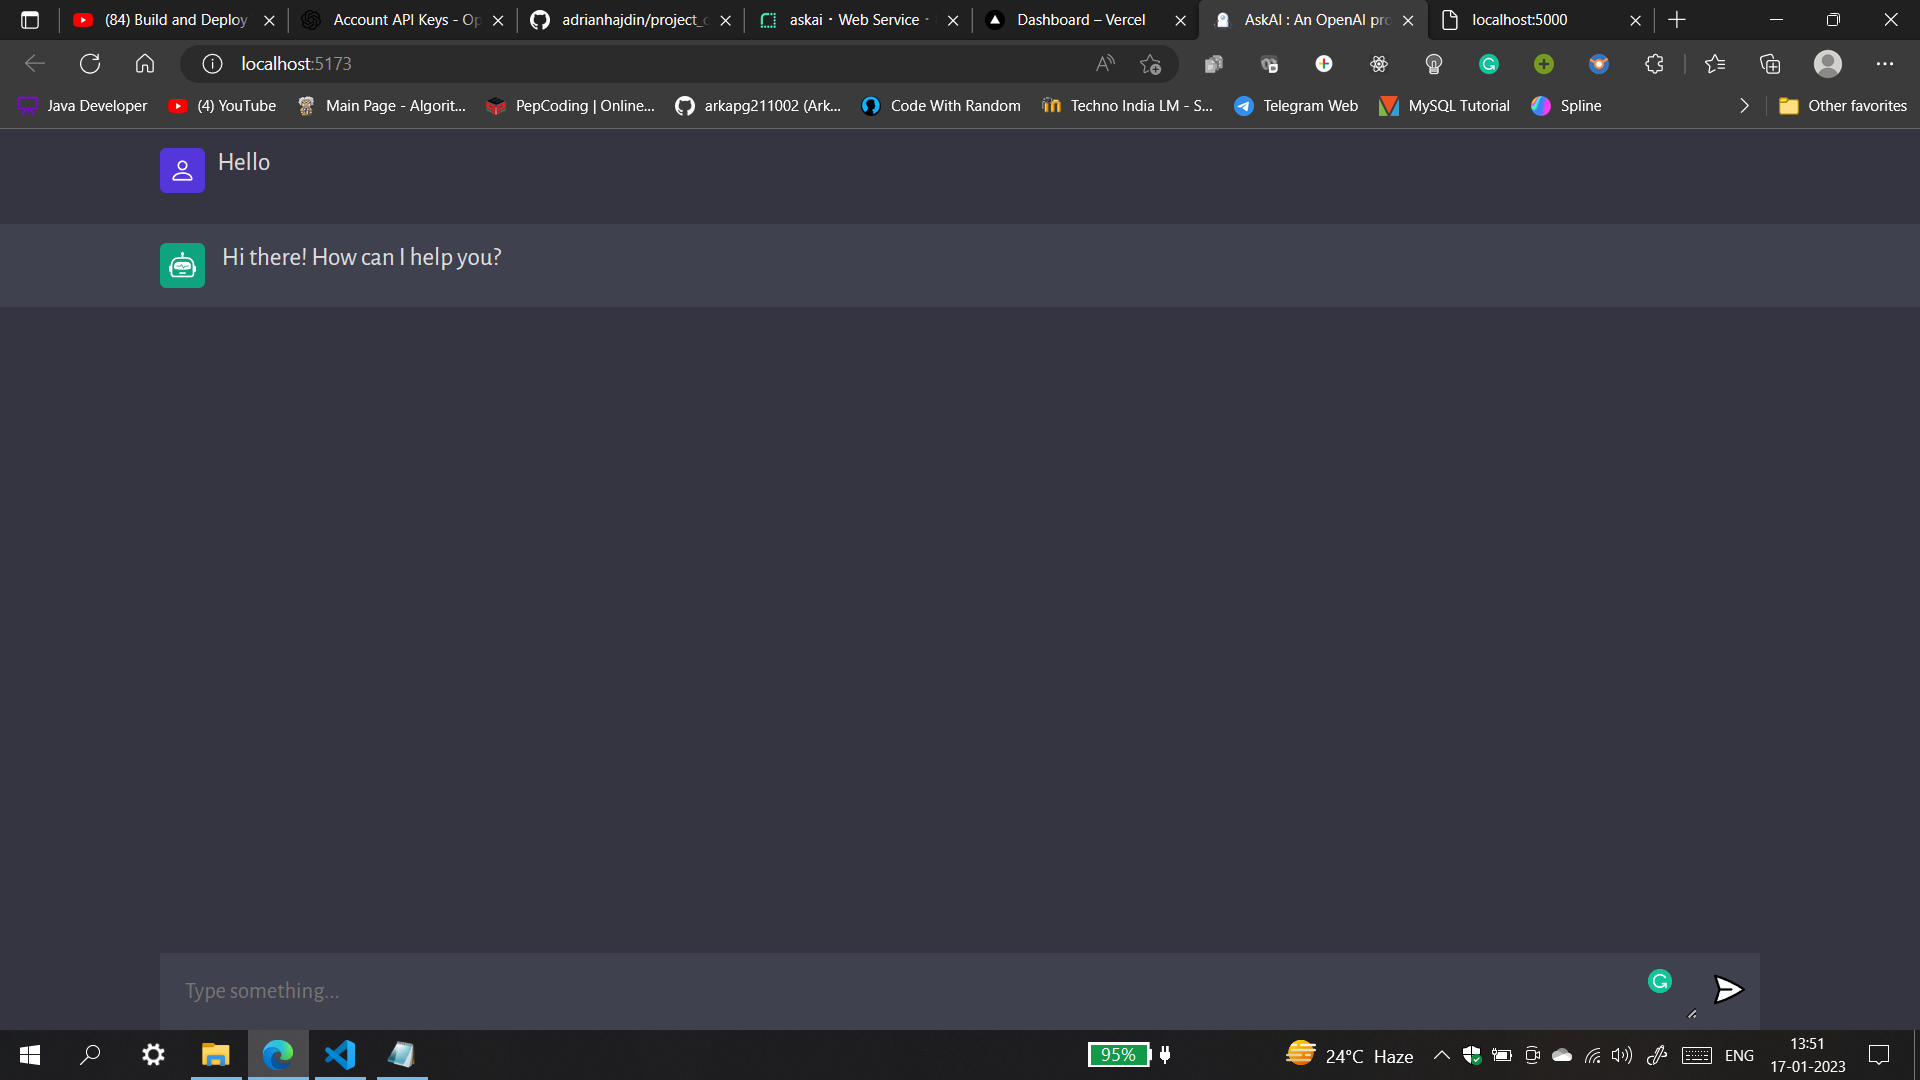 (84) Build and Deploy
Account API Keys - Op
adrianhajdin/project_
askai · Web Service ·
Dashboard – Vercel
AskAI : An OpenAI pro
localhost:5000
localhost:5173
Java Developer
(4) YouTube
Main Page - Algorit...
PepCoding | Online...
arkapg211002 (Ark...
Code With Random
Techno India LM - S...
Telegram Web
MySQL Tutorial
Spline
Other favorites
Hello
Hi there! How can I help you?
Type something...
95%
24°C Haze
ENG
13:51
17-01-2023